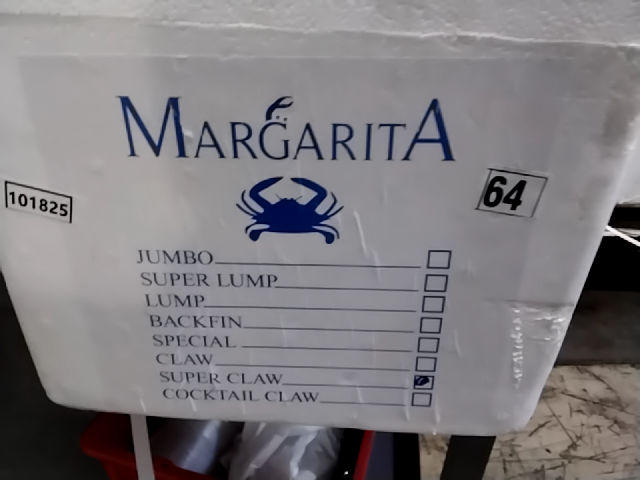 MARGARITA
101825
64
JUMBO
SUPER LUMP
LUMP
BACKFIN
SPECIAL
CLAW
SUPER CLAW
COCKTAIL CLAW